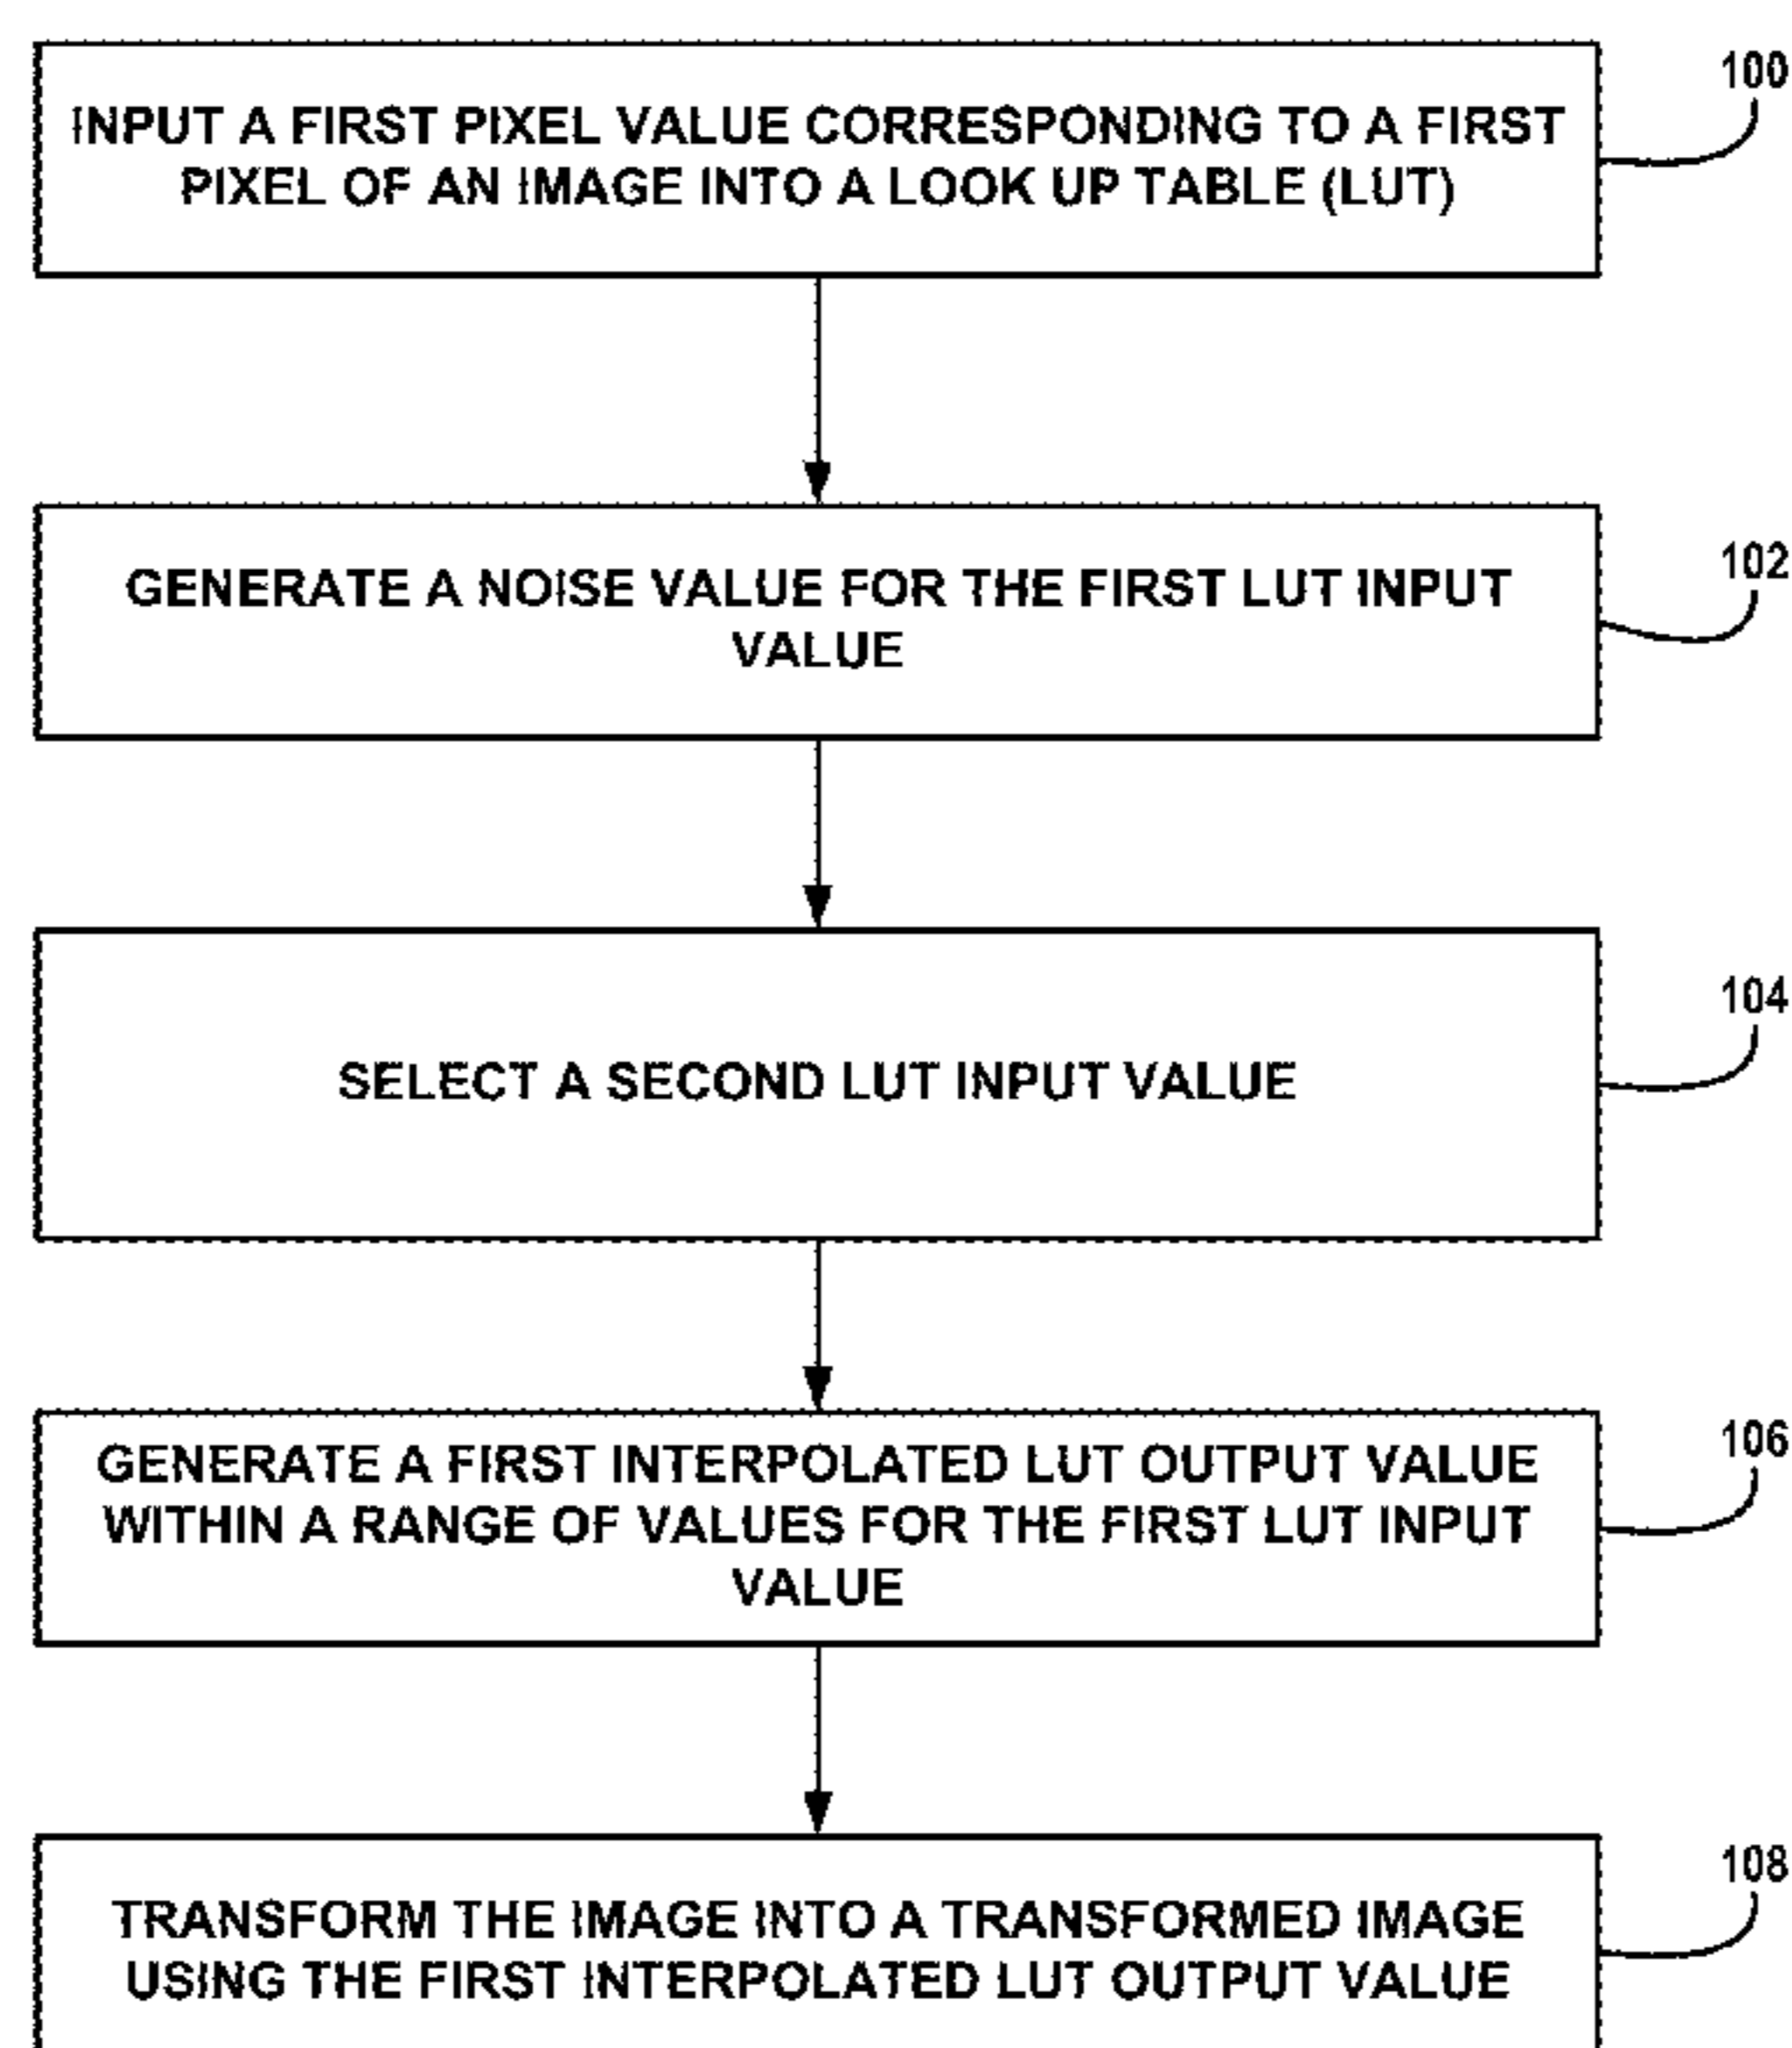 100
INPUT A FIRST PIXEL VALUE CORRESPONDING TO A FIRST
PIXEL OF AN IMAGE INTO A LOOK UP TABLE (LUT)
102
GENERATE A NOISE VALUE FOR THE FIRST LUT INPUT
VALUE
104
SELECT A SECOND LUT INPUT VALUE
106
GENERATE A FIRST INTERPOLATED LUT OUTPUT VALUE
WITHIN A RANGE OF VALUES FOR THE FIRST LUT INPUT
VALUE
108
TRANSFORM THE IMAGE INTO A TRANSFORMED IMAGE
USING THE FIRST INTERPOLATED LUT OUTPUT VALUE